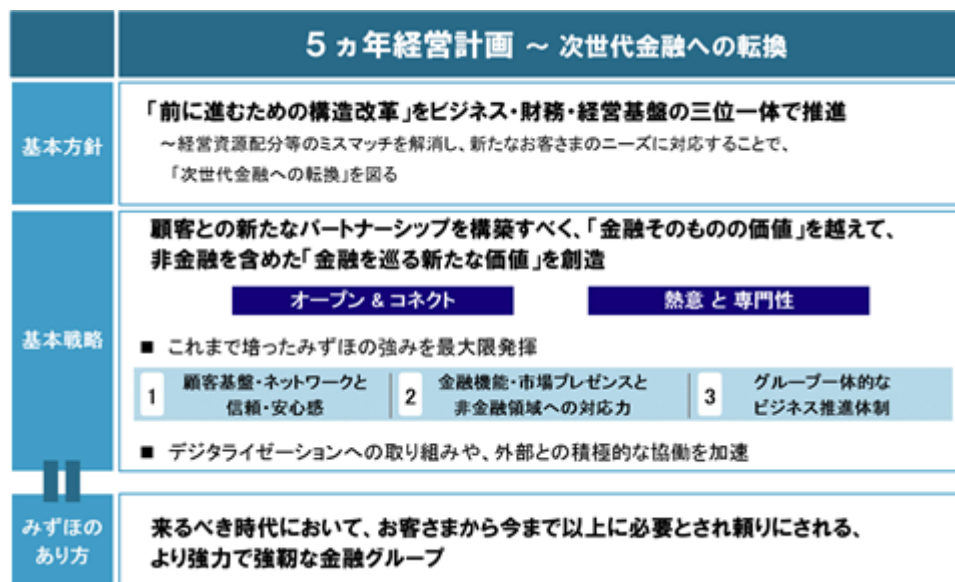 5ヵ年経営計画 ～ 次世代金融への転換
基本方針
「前に進むための構造改革」をビジネス・財務・経営基盤の三位一体で推進
～経営資源配分等のミスマッチを解消し、新たなお客さまのニーズに対応することで、
「次世代金融への転換」を図る
基本戦略
顧客との新たなパートナーシップを構築すべく、「金融そのものの価値」を越えて、
非金融を含めた「金融を巡る新たな価値」を創造
オープン & コネクト
熱意 と 専門性
■ これまで培ったみずほの強みを最大限発揮
1 顧客基盤・ネットワークと
信頼・安心感
2 金融機能・市場プレゼンスと
非金融領域への対応力
3 グループ一体的な
ビジネス推進体制
■ デジタライゼーションへの取り組みや、外部との積極的な協働を加速
みずほの
あり方
来るべき時代において、お客さまから今まで以上に必要とされ頼りにされる、
より強力で強靭な金融グループ